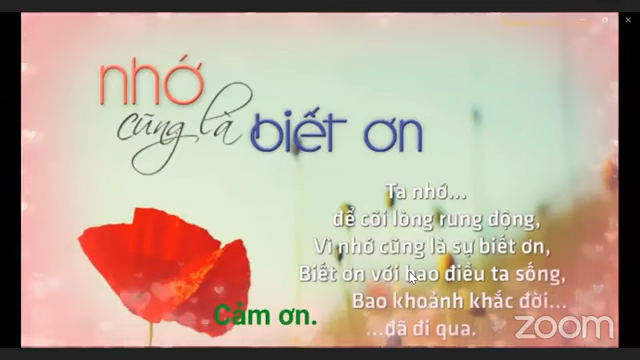 nhớ
cũng là
biết ơn
Ta nhớ...
để cõi lòng rung động,
Vì nhớ cũng là sự biết ơn,
Biết ơn với bao điều ta sống,
Bao khoảnh khắc đời...
...đã đi qua.
Cảm ơn.
zoom